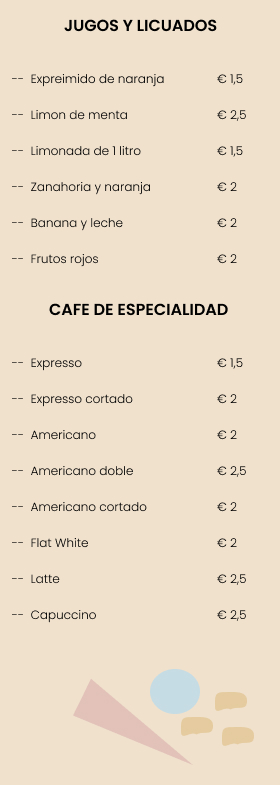 JUGOS Y LICUADOS
-- Expreimido de naranja € 1,5
-- Limon de menta € 2,5
-- Limonada de 1 litro € 1,5
-- Zanahoria y naranja € 2
-- Banana y leche € 2
-- Frutos rojos € 2
CAFE DE ESPECIALIDAD
-- Expresso € 1,5
-- Expresso cortado € 2
-- Americano € 2
-- Americano doble € 2,5
-- Americano cortado € 2
-- Flat White € 2
-- Latte € 2,5
-- Capuccino € 2,5